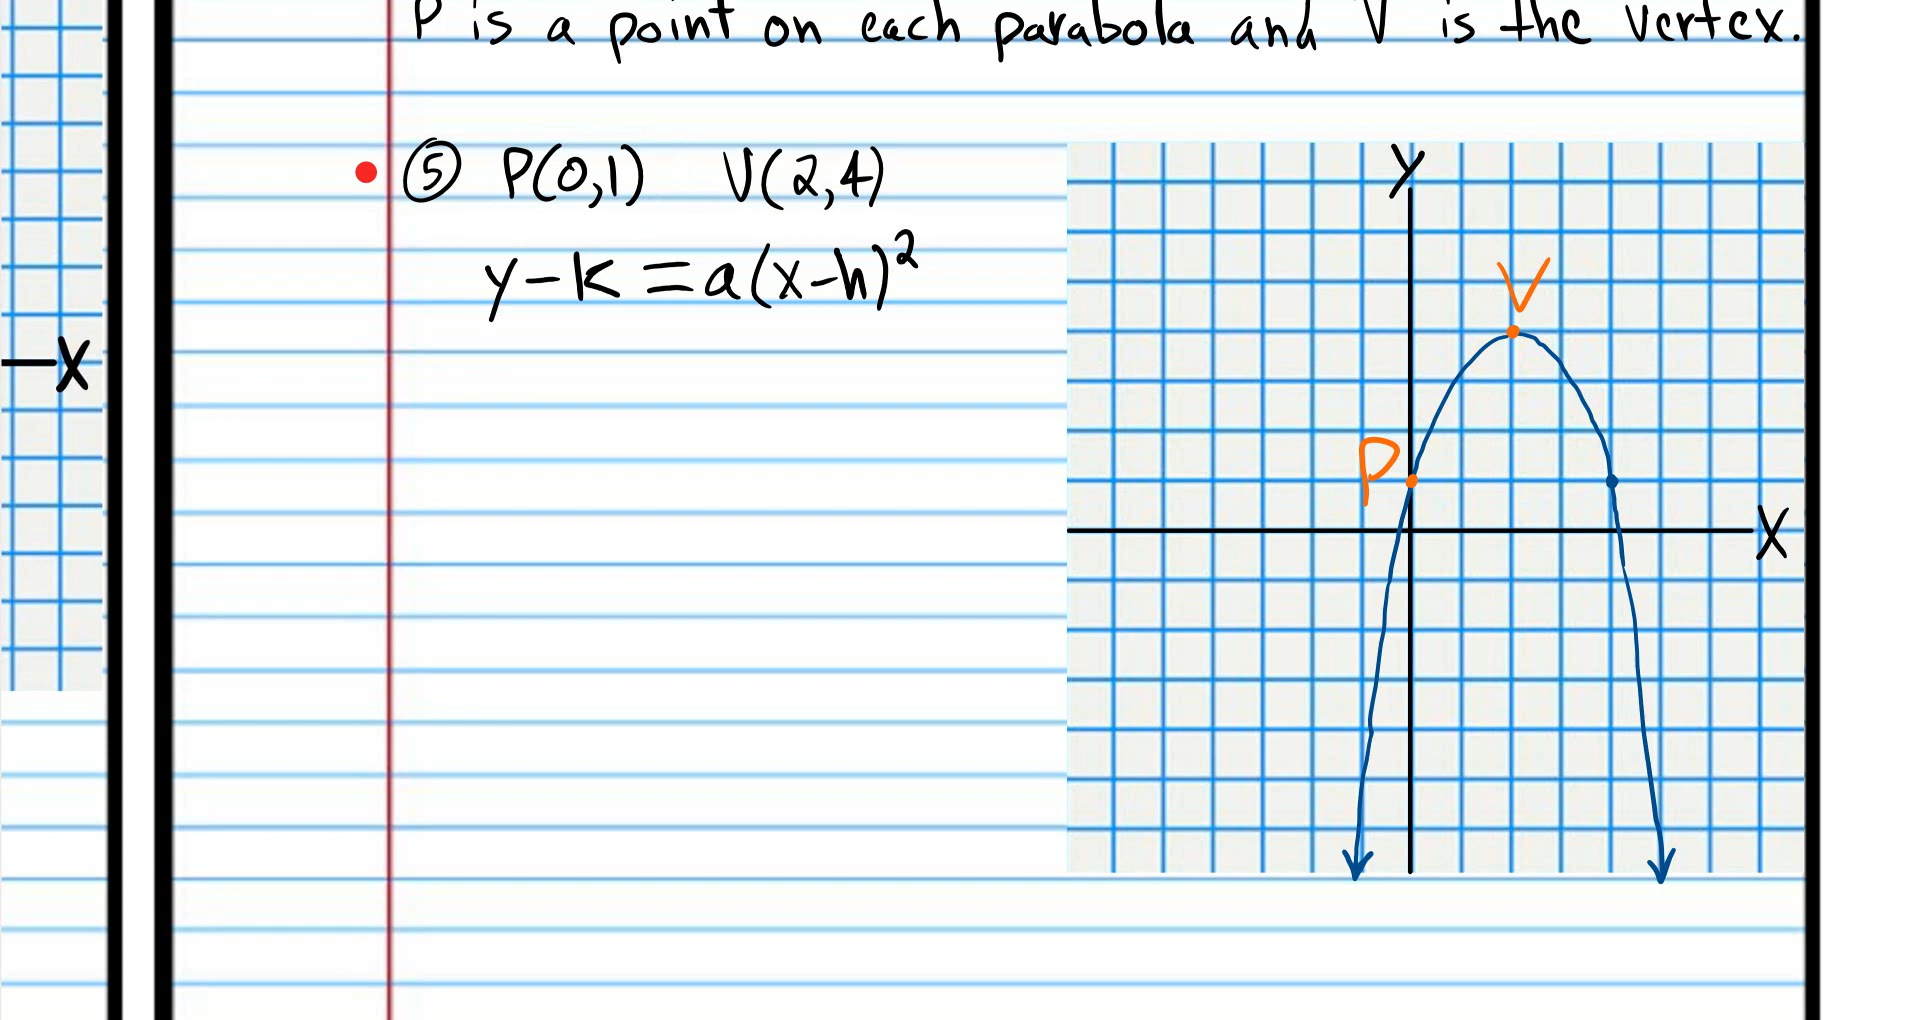 P is a point on each parabola and V is the vertex.
⑤ P(0,1) V(2,4)
y-k=a(x-h)²
y
V
P
x
x